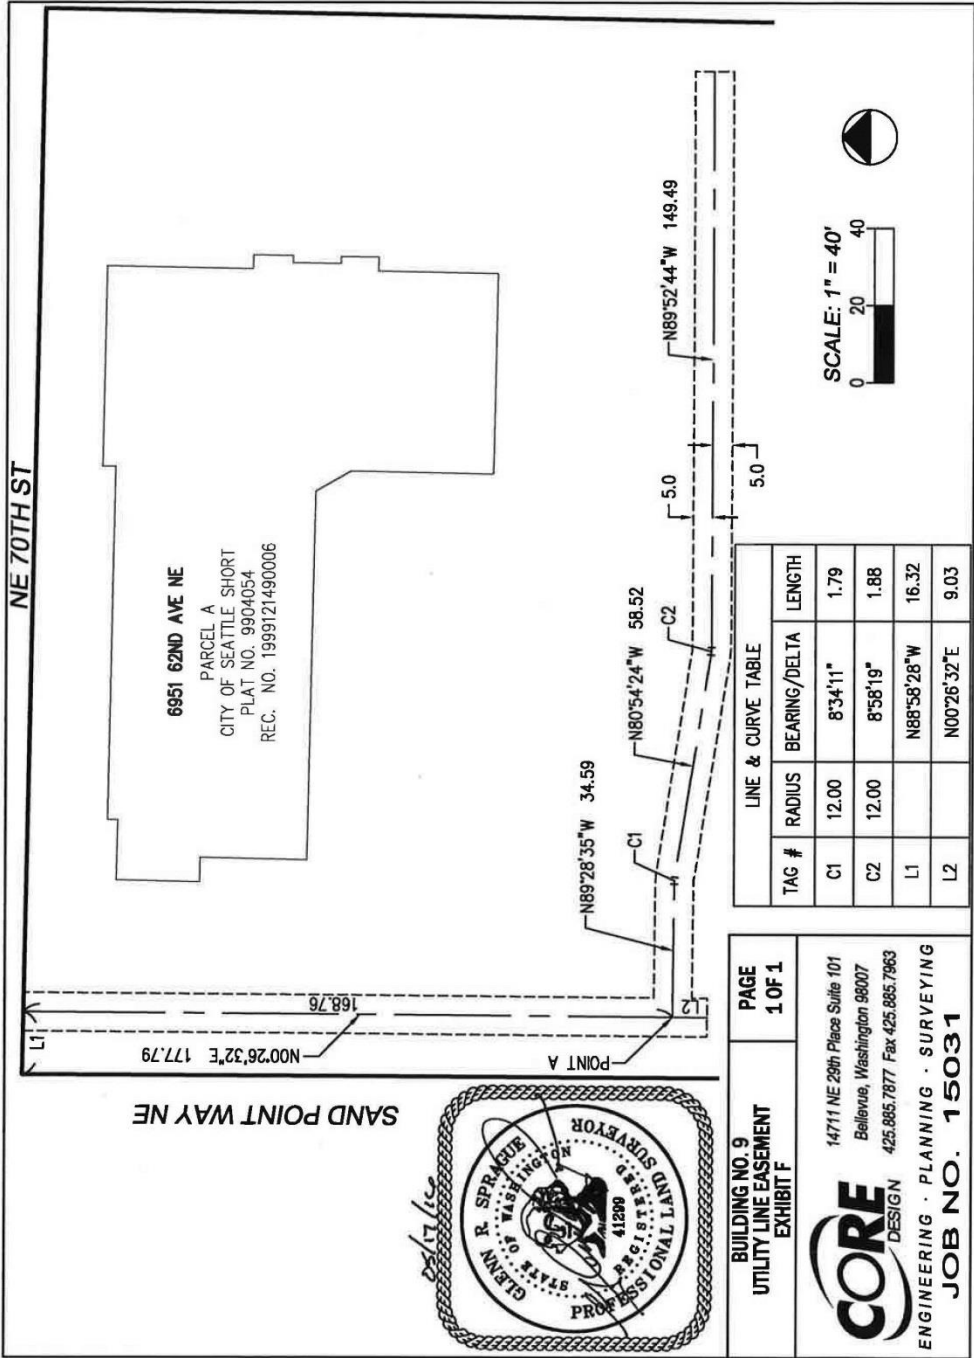 NE 70TH ST
L1
SAND POINT WAY NE
N00°26'32"E 177.79
168.76
6951 62ND AVE NE
PARCEL A
CITY OF SEATTLE SHORT
PLAT NO. 9904054
REC. NO. 1999121490006
POINT A
L2
N89°28'35"W 34.59
C1
N80°54'24"W 58.52
C2
5.0
5.0
N89°52'44"W 149.49
SCALE: 1" = 40'
0 20 40
05/17/16
GLENN R. SPRAGUE
STATE OF WASHINGTON
41299
REGISTERED
PROFESSIONAL LAND SURVEYOR
BUILDING NO. 9
UTILITY LINE EASEMENT
EXHIBIT F
PAGE
1 OF 1
CORE
DESIGN
14711 NE 29th Place Suite 101
Bellevue, Washington 98007
425.885.7877 Fax 425.885.7963
ENGINEERING · PLANNING · SURVEYING
JOB NO. 15031
LINE & CURVE TABLE
TAG # RADIUS BEARING/DELTA LENGTH
C1 12.00 8°34'11" 1.79
C2 12.00 8°58'19" 1.88
L1 N88°58'28"W 16.32
L2 N00°26'32"E 9.03